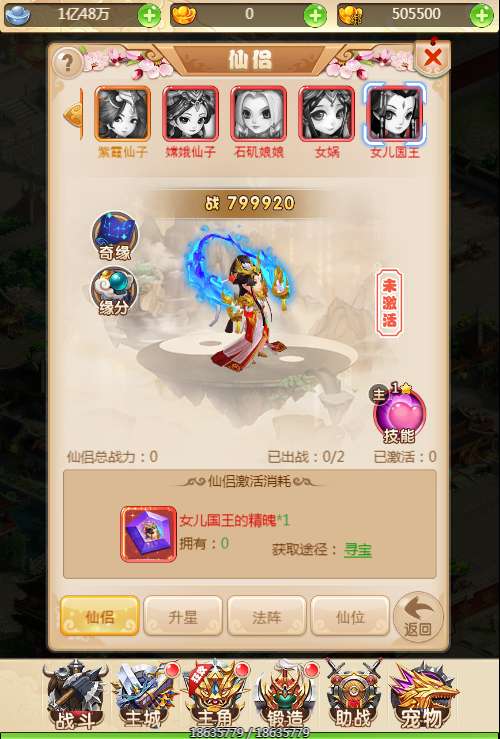 1亿48万 0 505500
? 仙侣
紫霞仙子 嫦娥仙子 石矶娘娘 女娲 女儿国王
战 799920
奇缘
缘分
未激活
主 1
技能
仙侣总战力：0 已出战：0/2 已激活：0
仙侣激活消耗
女儿国王的精魄*1
拥有：0 获取途径：寻宝
仙侣 升星 法阵 仙位 返回
战斗 主城 主角 锻造 助战 宠物
18635779 / 18635779